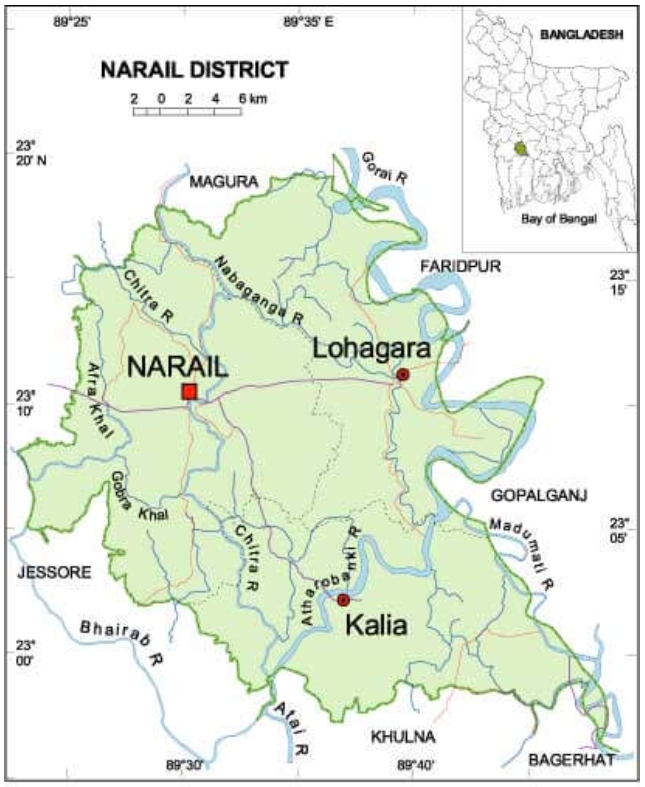 89°25'
89°35' E
BANGLADESH
NARAIL DISTRICT
2 0 2 4 6 km
23°
20' N
Gorai R
MAGURA
Bay of Bengal
FARIDPUR
23°
15'
Nabaganga R
Chitra R
Lohagara
NARAIL
Afra Khal
23°
10'
Gobra Khal
GOPALGANJ
Madumati R
23°
05'
Chitra R
Atharobanki R
JESSORE
Kalia
Bhairab R
23°
00'
Atai R
KHULNA
BAGERHAT
89°30'
89°40'